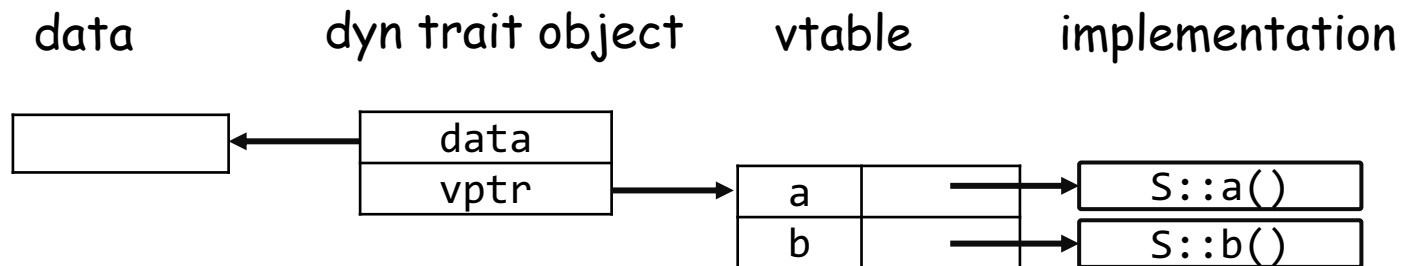 data dyn trait object vtable implementation
data
vptr
a S::a()
b S::b()